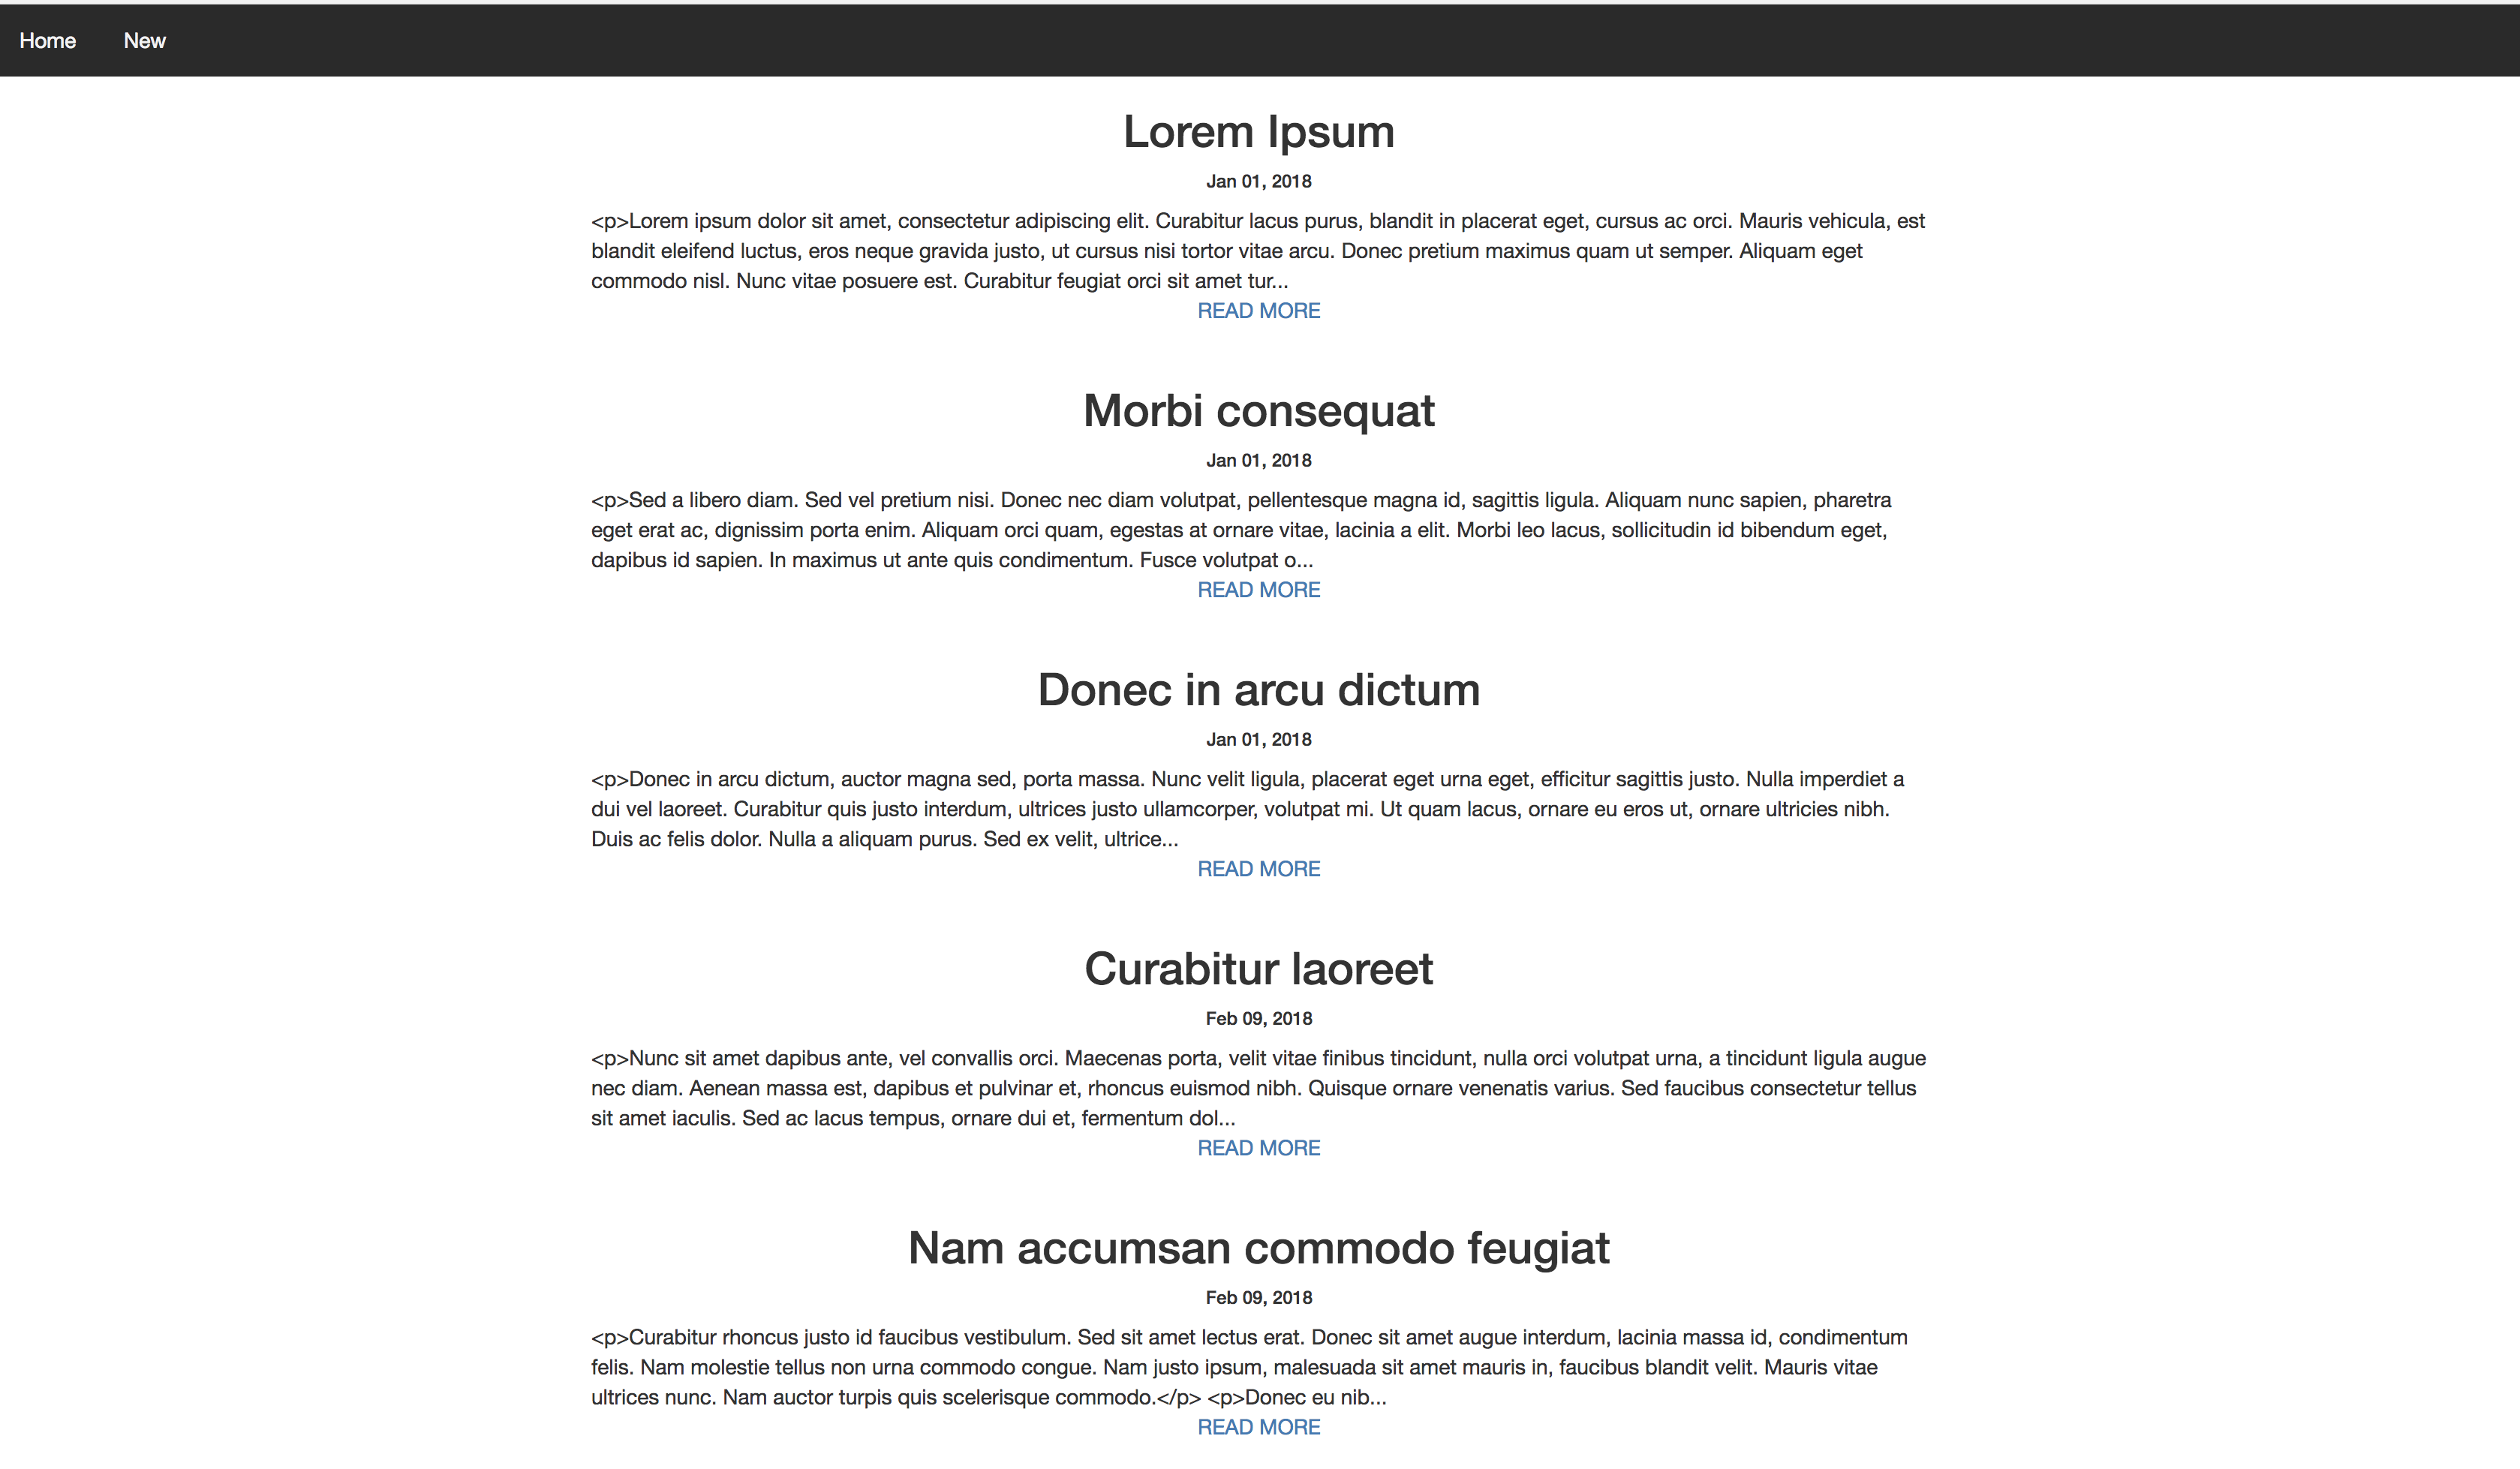 Home New
Lorem Ipsum
Jan 01, 2018
<p>Lorem ipsum dolor sit amet, consectetur adipiscing elit. Curabitur lacus purus, blandit in placerat eget, cursus ac orci. Mauris vehicula, est
blandit eleifend luctus, eros neque gravida justo, ut cursus nisi tortor vitae arcu. Donec pretium maximus quam ut semper. Aliquam eget
commodo nisl. Nunc vitae posuere est. Curabitur feugiat orci sit amet tur...
READ MORE
Morbi consequat
Jan 01, 2018
<p>Sed a libero diam. Sed vel pretium nisi. Donec nec diam volutpat, pellentesque magna id, sagittis ligula. Aliquam nunc sapien, pharetra
eget erat ac, dignissim porta enim. Aliquam orci quam, egestas at ornare vitae, lacinia a elit. Morbi leo lacus, sollicitudin id bibendum eget,
dapibus id sapien. In maximus ut ante quis condimentum. Fusce volutpat o...
READ MORE
Donec in arcu dictum
Jan 01, 2018
<p>Donec in arcu dictum, auctor magna sed, porta massa. Nunc velit ligula, placerat eget urna eget, efficitur sagittis justo. Nulla imperdiet a
dui vel laoreet. Curabitur quis justo interdum, ultrices justo ullamcorper, volutpat mi. Ut quam lacus, ornare eu eros ut, ornare ultricies nibh.
Duis ac felis dolor. Nulla a aliquam purus. Sed ex velit, ultrice...
READ MORE
Curabitur laoreet
Feb 09, 2018
<p>Nunc sit amet dapibus ante, vel convallis orci. Maecenas porta, velit vitae finibus tincidunt, nulla orci volutpat urna, a tincidunt ligula augue
nec diam. Aenean massa est, dapibus et pulvinar et, rhoncus euismod nibh. Quisque ornare venenatis varius. Sed faucibus consectetur tellus
sit amet iaculis. Sed ac lacus tempus, ornare dui et, fermentum dol...
READ MORE
Nam accumsan commodo feugiat
Feb 09, 2018
<p>Curabitur rhoncus justo id faucibus vestibulum. Sed sit amet lectus erat. Donec sit amet augue interdum, lacinia massa id, condimentum
felis. Nam molestie tellus non urna commodo congue. Nam justo ipsum, malesuada sit amet mauris in, faucibus blandit velit. Mauris vitae
ultrices nunc. Nam auctor turpis quis scelerisque commodo.</p> <p>Donec eu nib...
READ MORE